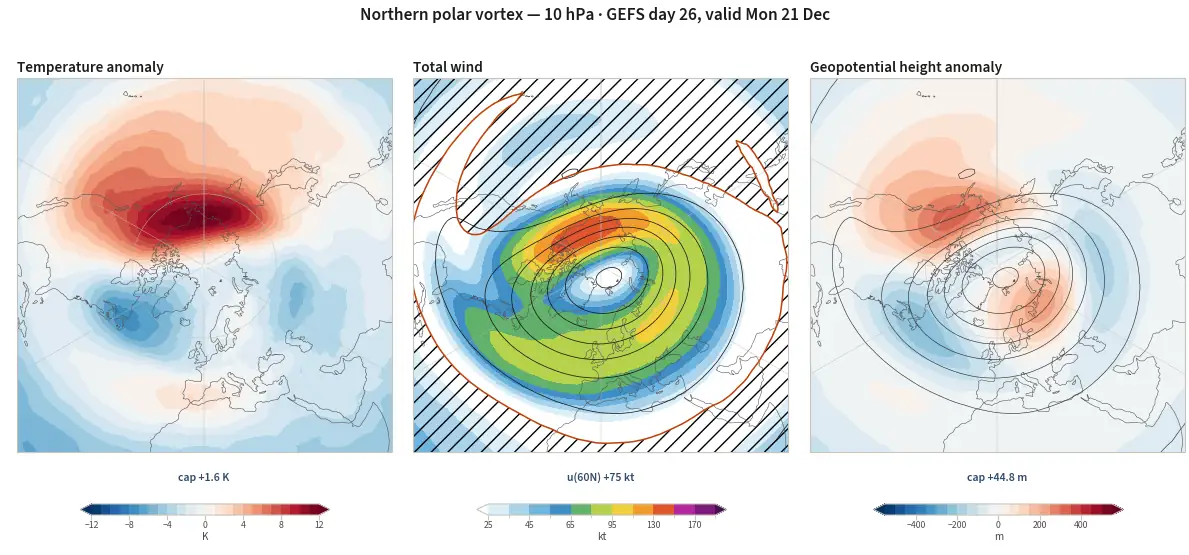 Northern polar vortex — 10 hPa · GEFS day 26, valid Mon 21 Dec
Temperature anomaly
Total wind
Geopotential height anomaly
cap +1.6 K
u(60N) +75 kt
cap +44.8 m
−12 −8 −4 0 4 8 12
K
25 45 65 95 130 170
kt
−400 −200 0 200 400
m